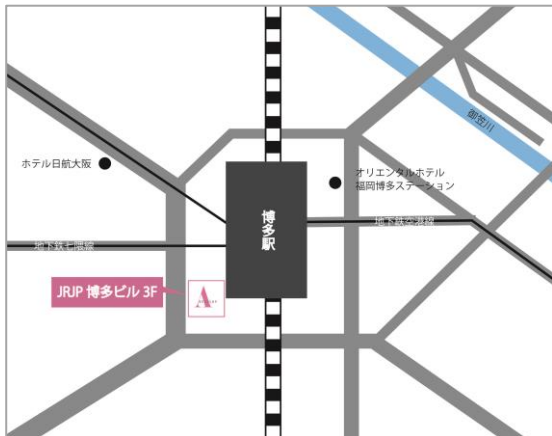 御笠川
ホテル日航大阪
オリエンタルホテル
福岡博多ステーション
博多駅
地下鉄空港線
地下鉄七隈線
JRJP 博多ビル 3F
A